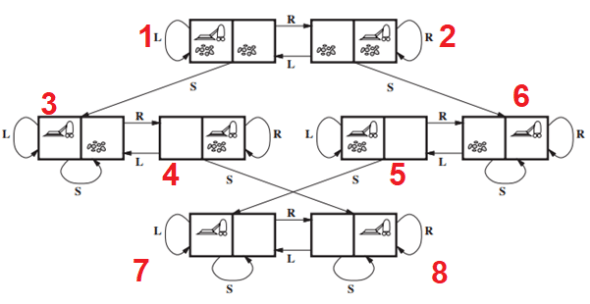 1 L R R 2
L
S S
3 R R 6
L R L R
L 4 L 5
S S S S
R
L R
L
7 S S 8